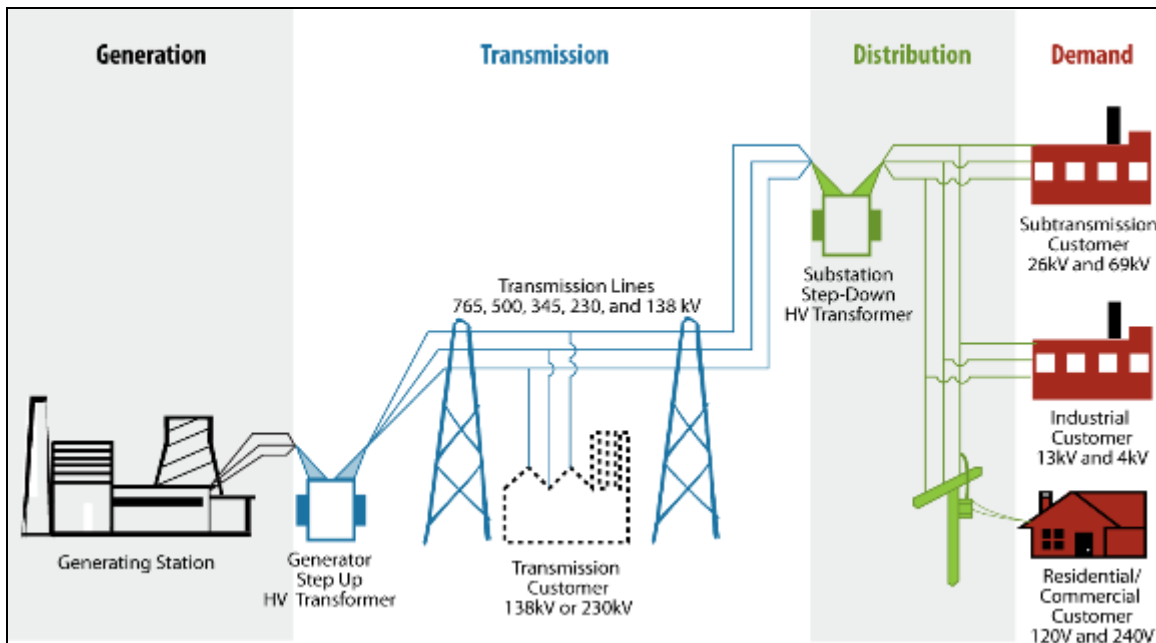 Generation
Transmission
Distribution
Demand
Generating Station
Generator
Step Up
HV Transformer
Transmission Lines
765, 500, 345, 230, and 138 kV
Transmission
Customer
138kV or 230kV
Substation
Step-Down
HV Transformer
Subtransmission
Customer
26kV and 69kV
Industrial
Customer
13kV and 4kV
Residential/
Commercial
Customer
120V and 240V